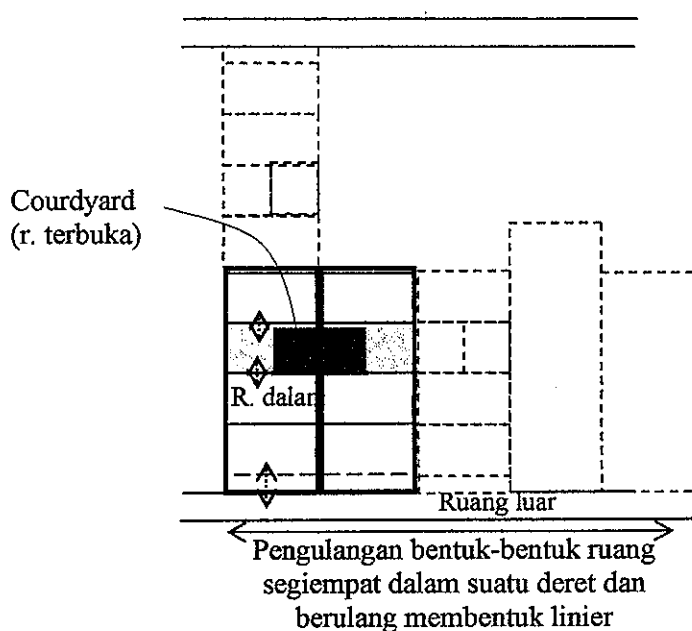 Courdyard
(r. terbuka)
R. dalam
Ruang luar
Pengulangan bentuk-bentuk ruang
segiempat dalam suatu deret dan
berulang membentuk linier